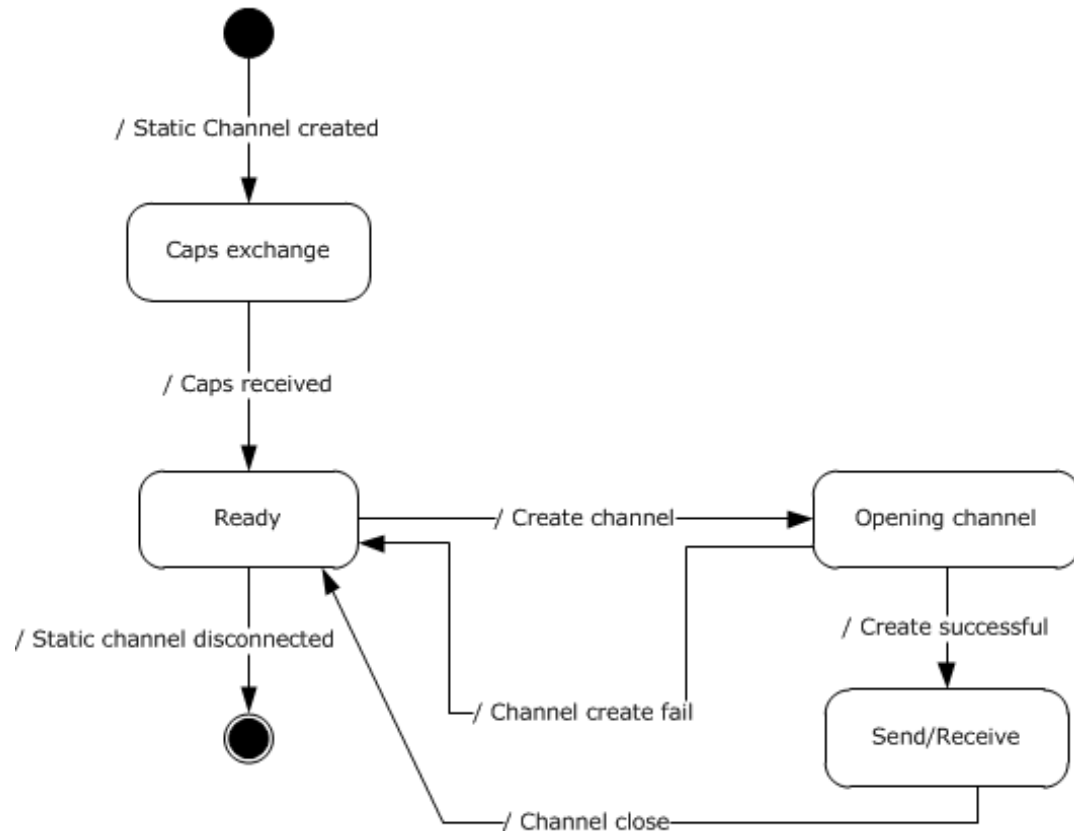 / Static Channel created
Caps exchange
/ Caps received
Ready
/ Create channel
Opening channel
/ Static channel disconnected
/ Create successful
/ Channel create fail
Send/Receive
/ Channel close